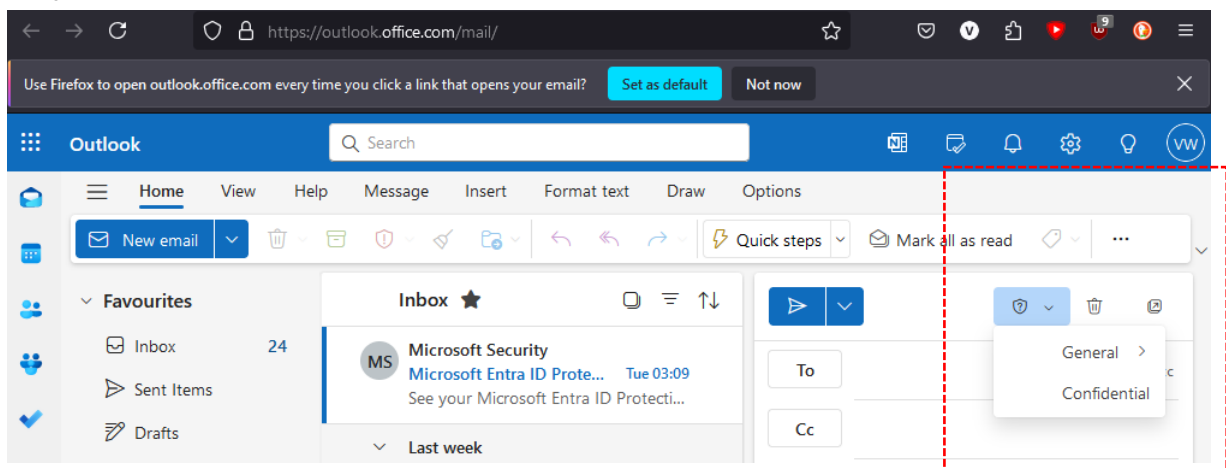 https://outlook.office.com/mail/
9
Use Firefox to open outlook.office.com every time you click a link that opens your email? Set as default Not now
Outlook Search VW
Home View Help Message Insert Format text Draw Options
New email Quick steps Mark all as read
Favourites Inbox
Inbox 24
Sent Items
Drafts
MS Microsoft Security
Microsoft Entra ID Prote... Tue 03:09
See your Microsoft Entra ID Protecti...
Last week
To
Cc
General
Confidential